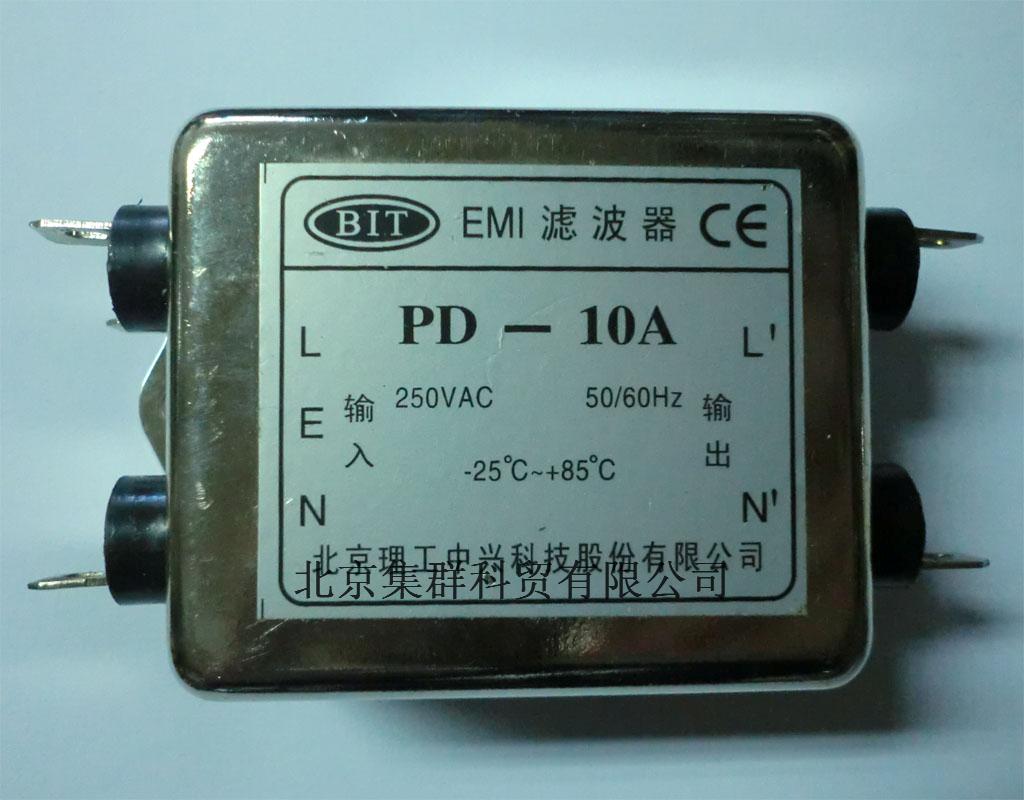 BIT EMI 滤波器 CE
PD — 10A
L L'
输入 250VAC 50/60Hz 输出
E
-25℃~+85℃
N N'
北京理工中兴科技股份有限公司
北京集群科贸有限公司